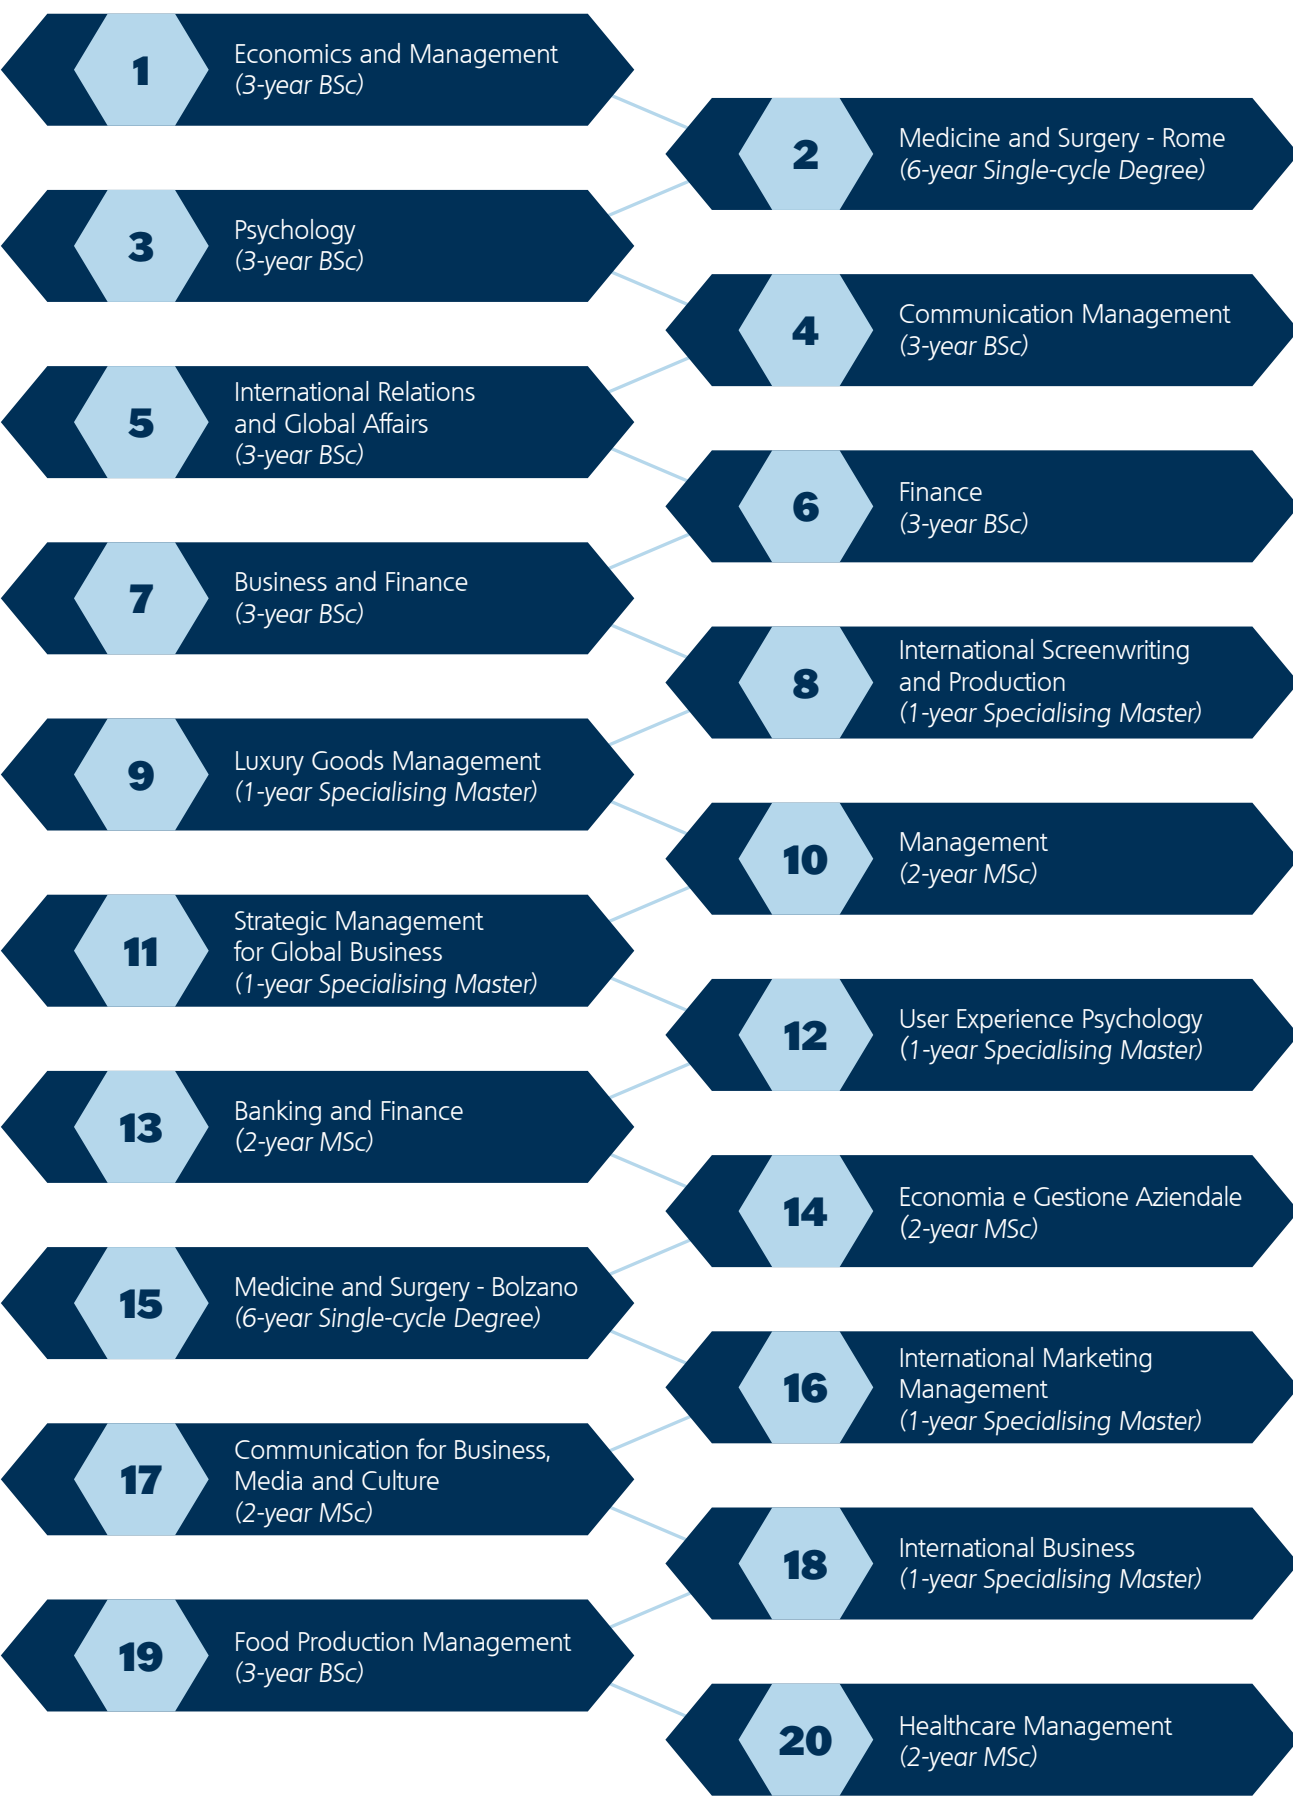 1
Economics and Management
(3-year BSc)
2
Medicine and Surgery - Rome
(6-year Single-cycle Degree)
3
Psychology
(3-year BSc)
4
Communication Management
(3-year BSc)
5
International Relations
and Global Affairs
(3-year BSc)
6
Finance
(3-year BSc)
7
Business and Finance
(3-year BSc)
8
International Screenwriting
and Production
(1-year Specialising Master)
9
Luxury Goods Management
(1-year Specialising Master)
10
Management
(2-year MSc)
11
Strategic Management
for Global Business
(1-year Specialising Master)
12
User Experience Psychology
(1-year Specialising Master)
13
Banking and Finance
(2-year MSc)
14
Economia e Gestione Aziendale
(2-year MSc)
15
Medicine and Surgery - Bolzano
(6-year Single-cycle Degree)
16
International Marketing
Management
(1-year Specialising Master)
17
Communication for Business,
Media and Culture
(2-year MSc)
18
International Business
(1-year Specialising Master)
19
Food Production Management
(3-year BSc)
20
Healthcare Management
(2-year MSc)